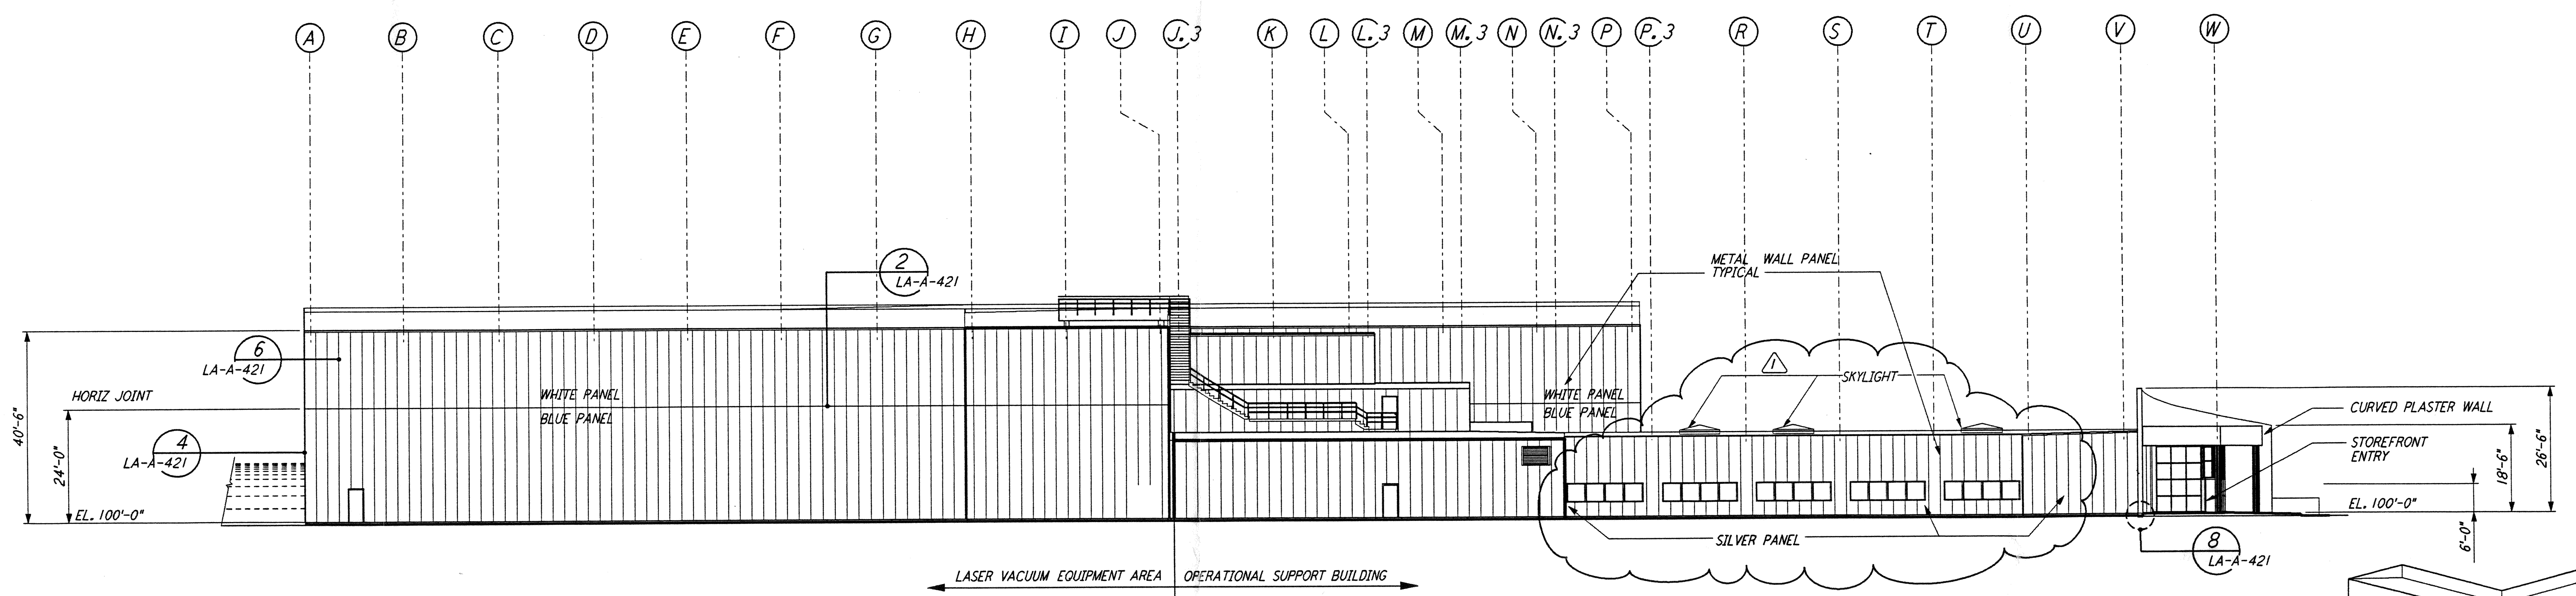 A B C D E F G H I J J.3 K L L.3 M M.3 N N.3 P P.3 R S T U V W
2
LA-A-421
METAL WALL PANEL
TYPICAL
6
LA-A-421
1
SKYLIGHT
HORIZ JOINT
WHITE PANEL
BLUE PANEL
WHITE PANEL
BLUE PANEL
CURVED PLASTER WALL
STOREFRONT
ENTRY
4
LA-A-421
40'-6"
24'-0"
18'-6"
26'-6"
EL. 100'-0"
EL. 100'-0"
6'-0"
SILVER PANEL
8
LA-A-421
LASER VACUUM EQUIPMENT AREA
OPERATIONAL SUPPORT BUILDING